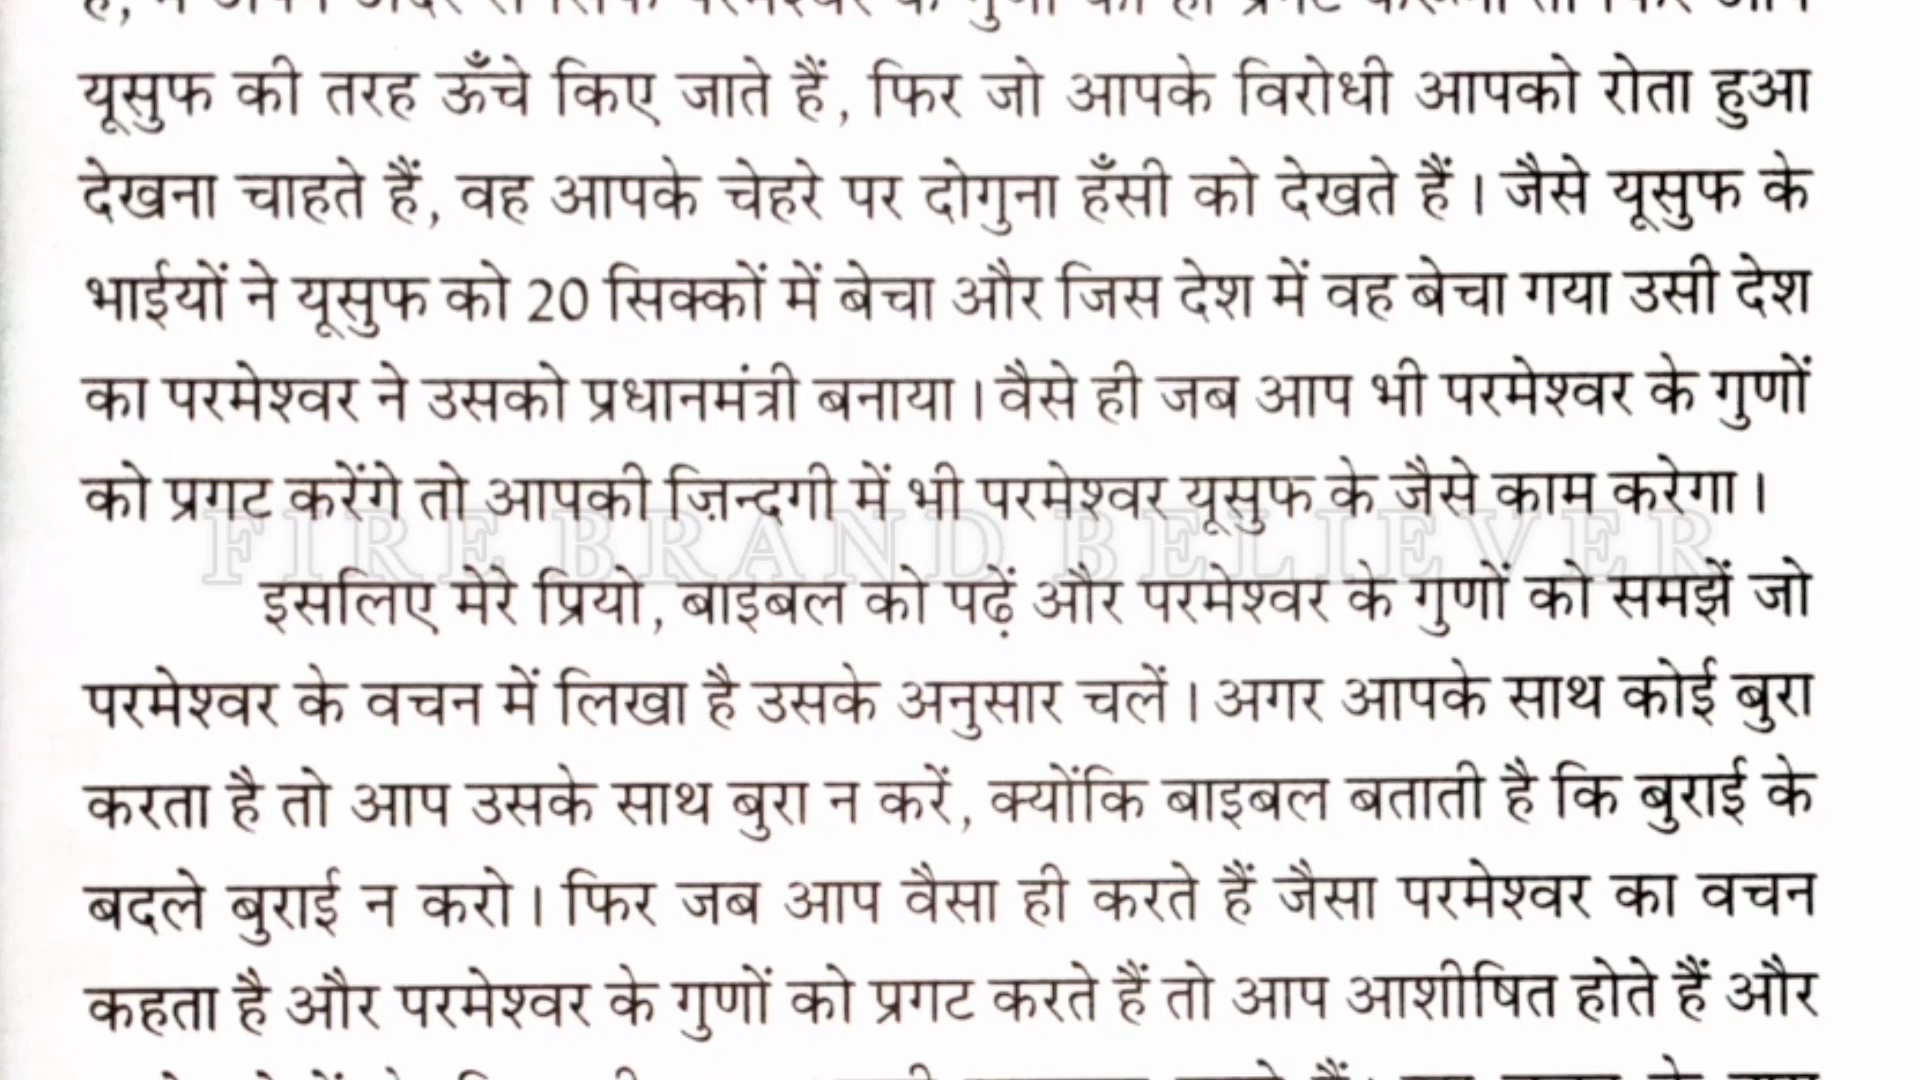 यूसुफ की तरह ऊँचे किए जाते हैं, फिर जो आपके विरोधी आपको रोता हुआ
देखना चाहते हैं, वह आपके चेहरे पर दोगुना हँसी को देखते हैं। जैसे यूसुफ के
भाईयों ने यूसुफ को 20 सिक्कों में बेचा और जिस देश में वह बेचा गया उसी देश
का परमेश्वर ने उसको प्रधानमंत्री बनाया। वैसे ही जब आप भी परमेश्वर के गुणों
को प्रगट करेंगे तो आपकी ज़िन्दगी में भी परमेश्वर यूसुफ के जैसे काम करेगा।
FIRE BRAND BELIEVER
इसलिए मेरे प्रियो, बाइबल को पढ़ें और परमेश्वर के गुणों को समझें जो
परमेश्वर के वचन में लिखा है उसके अनुसार चलें। अगर आपके साथ कोई बुरा
करता है तो आप उसके साथ बुरा न करें, क्योंकि बाइबल बताती है कि बुराई के
बदले बुराई न करो। फिर जब आप वैसा ही करते हैं जैसा परमेश्वर का वचन
कहता है और परमेश्वर के गुणों को प्रगट करते हैं तो आप आशीषित होते हैं और